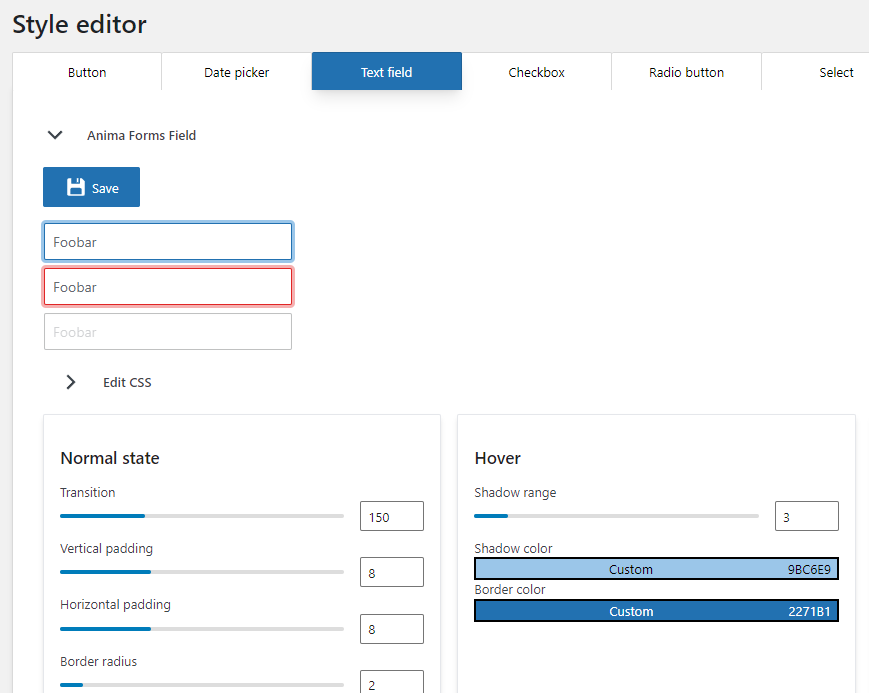 Style editor
Button Date picker Text field Checkbox Radio button Select
Anima Forms Field
Save
Foobar
Foobar
Foobar
Edit CSS
Normal state
Transition
150
Vertical padding
8
Horizontal padding
8
Border radius
2
Hover
Shadow range
3
Shadow color
Custom 9BC6E9
Border color
Custom 2271B1